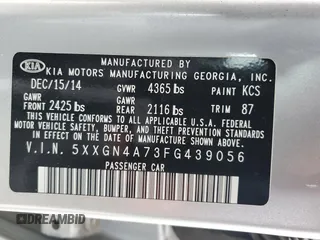 KIA KIA MOTORS MANUFACTURING GEORGIA, INC.
DEC/15/14 GVWR 4365 lbs PAINT KCS
GAWR GAWR
FRONT 2425 lbs REAR 2116 lbs TRIM 87
THIS VEHICLE CONFORMS TO ALL APPLICABLE U.S. FEDERAL MOTOR VEHICLE
SAFETY, BUMPER, AND THEFT PREVENTION STANDARDS IN
EFFECT ON THE DATE OF MANUFACTURE SHOWN ABOVE.
V.I.N. 5XXGN4A73FG439056
PASSENGER CAR
DREAMBID